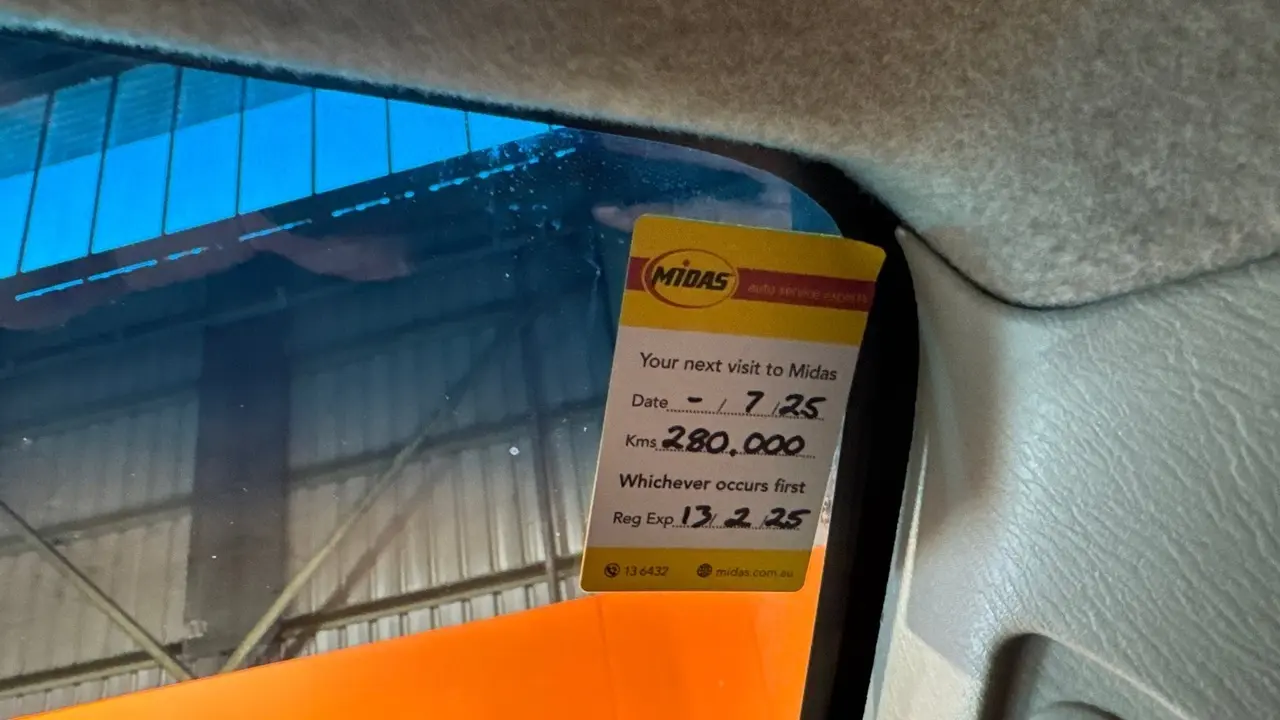 MIDAS auto service experts
Your next visit to Midas
Date - / 7 / 25
Kms 280.000
Whichever occurs first
Reg Exp 13/ 2 /25
13 6432 midas.com.au